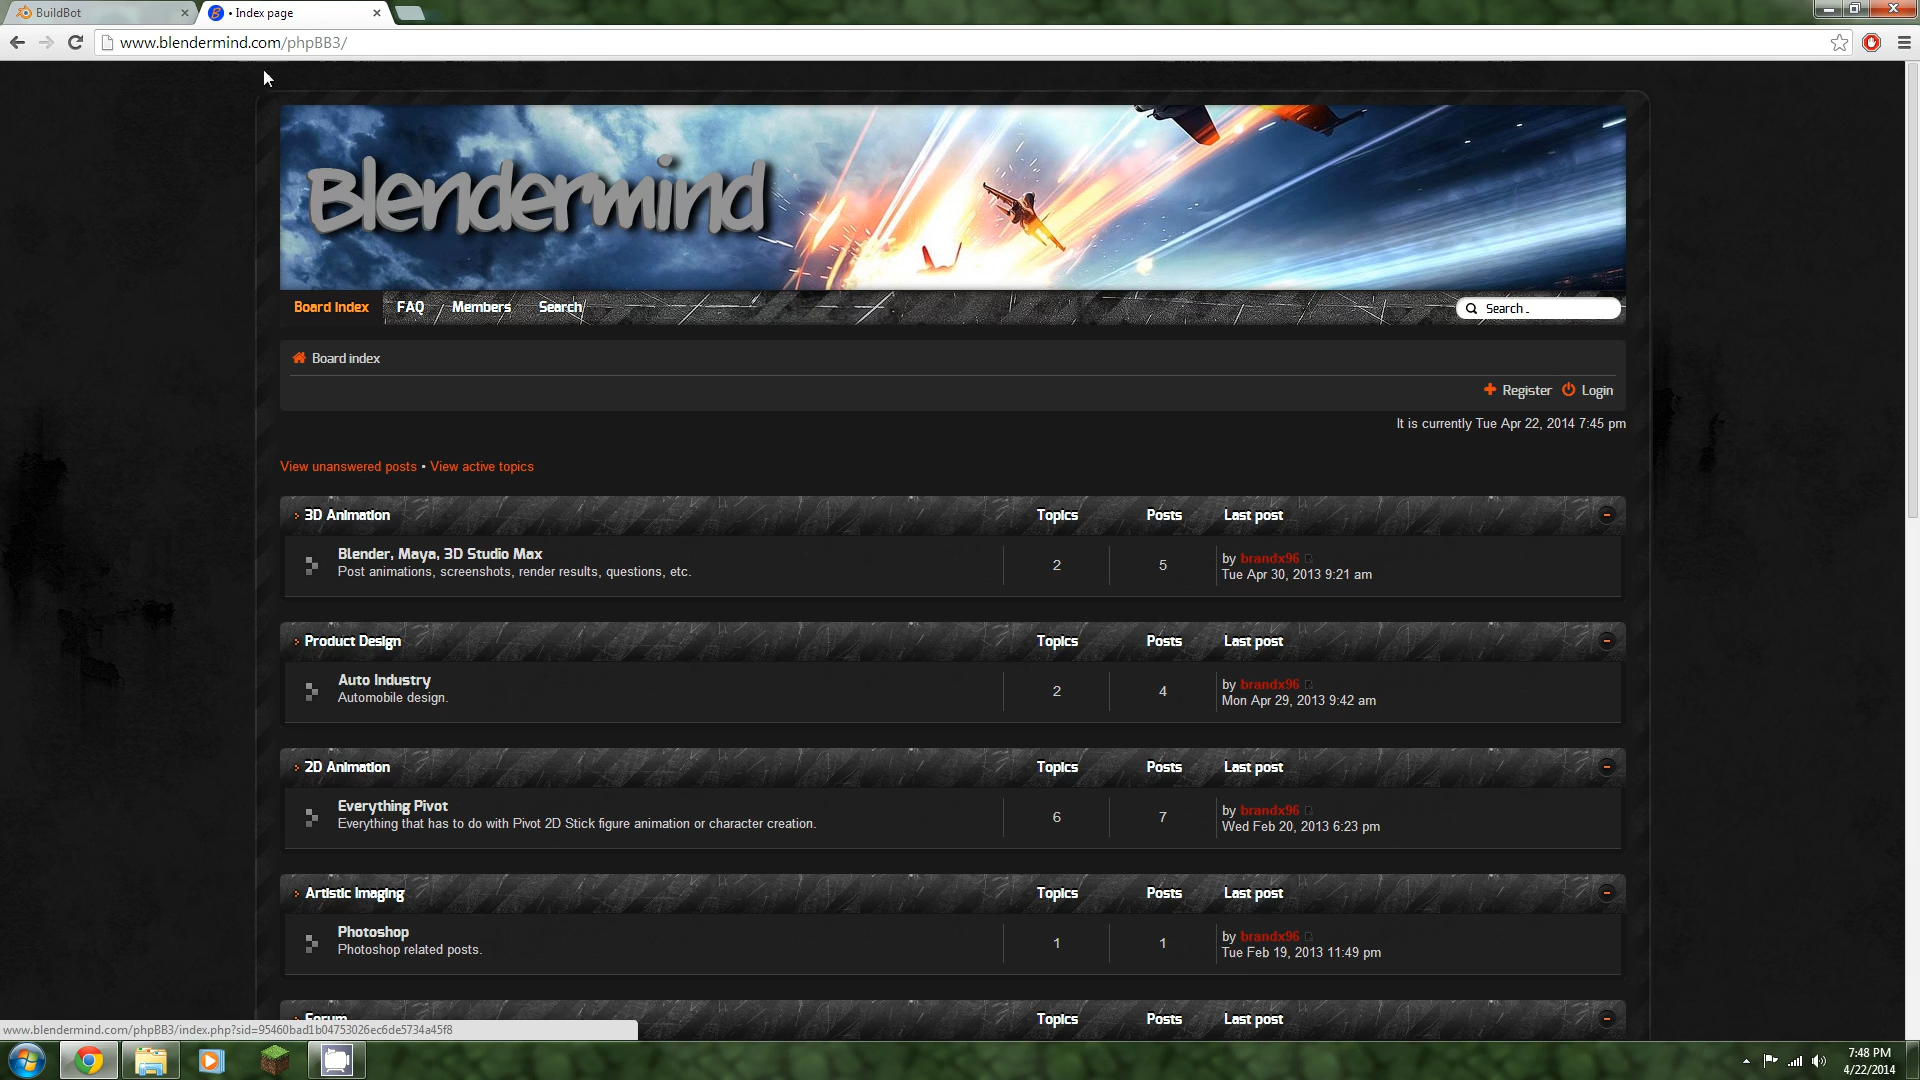 BuildBot
• Index page
www.blendermind.com/phpBB3/
Blendermind
Board Index FAQ Members Search
Search...
Board index
Register Login
It is currently Tue Apr 22, 2014 7:45 pm
View unanswered posts • View active topics
3D Animation Topics Posts Last post
Blender, Maya, 3D Studio Max
Post animations, screenshots, render results, questions, etc.
2 5
by brandx96
Tue Apr 30, 2013 9:21 am
Product Design Topics Posts Last post
Auto Industry
Automobile design.
2 4
by brandx96
Mon Apr 29, 2013 9:42 am
2D Animation Topics Posts Last post
Everything Pivot
Everything that has to do with Pivot 2D Stick figure animation or character creation.
6 7
by brandx96
Wed Feb 20, 2013 6:23 pm
Artistic Imaging Topics Posts Last post
Photoshop
Photoshop related posts.
1 1
by brandx96
Tue Feb 19, 2013 11:49 pm
Forum Topics Posts Last post
www.blendermind.com/phpBB3/index.php?sid=95460bad1b04753026ec6de5734a45f8
7:48 PM
4/22/2014